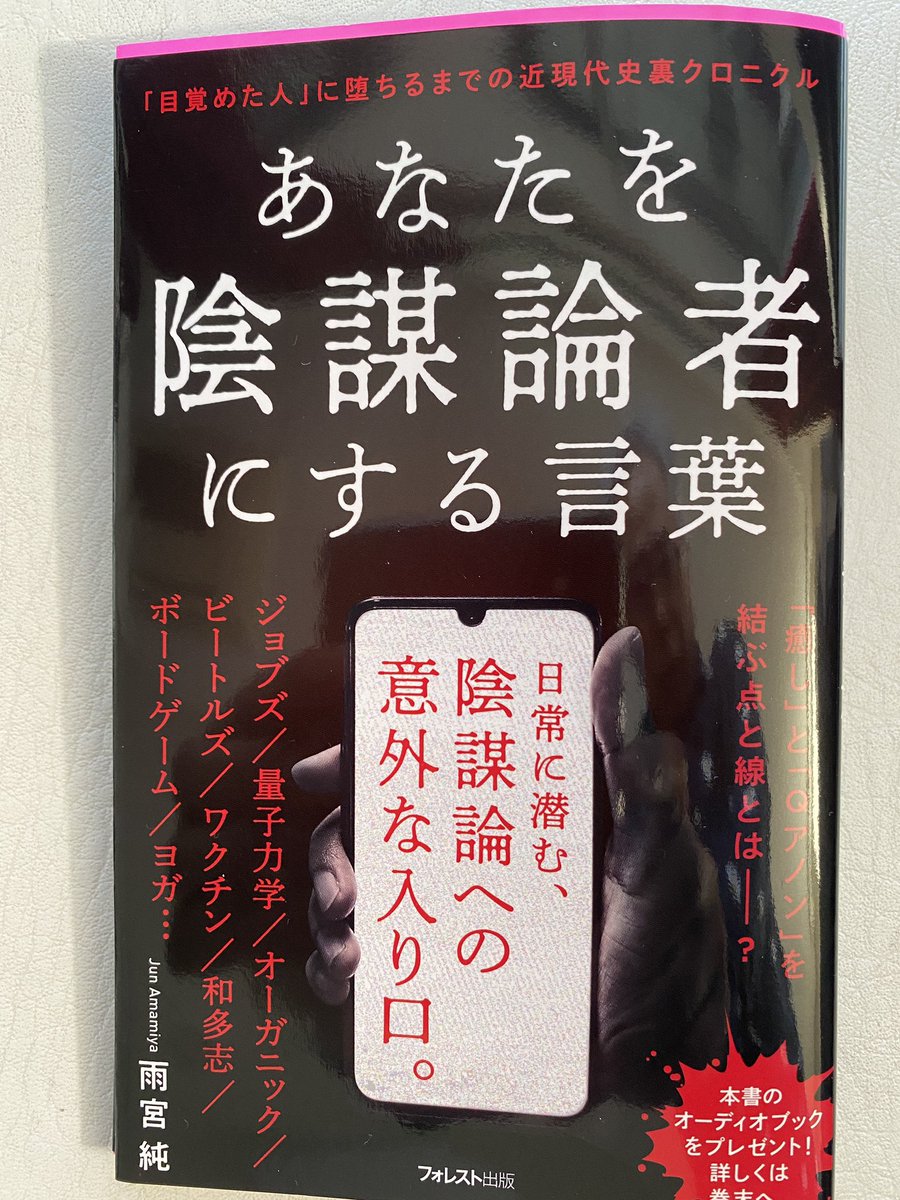 「目覚めた人」に堕ちるまでの近現代史裏クロニクル
あなたを
陰謀論者
にする言葉
「癒し」と「Qアノン」を
結ぶ点と線とは――?
日常に潜む、
陰謀論への
意外な入り口。
ジョブズ/量子力学/オーガニック/
ビートルズ/ワクチン/和多志/
ボードゲーム/ヨガ…
Jun Amamiya 雨宮純
フォレスト出版
本書の
オーディオブック
をプレゼント!
詳しくは
巻末へ